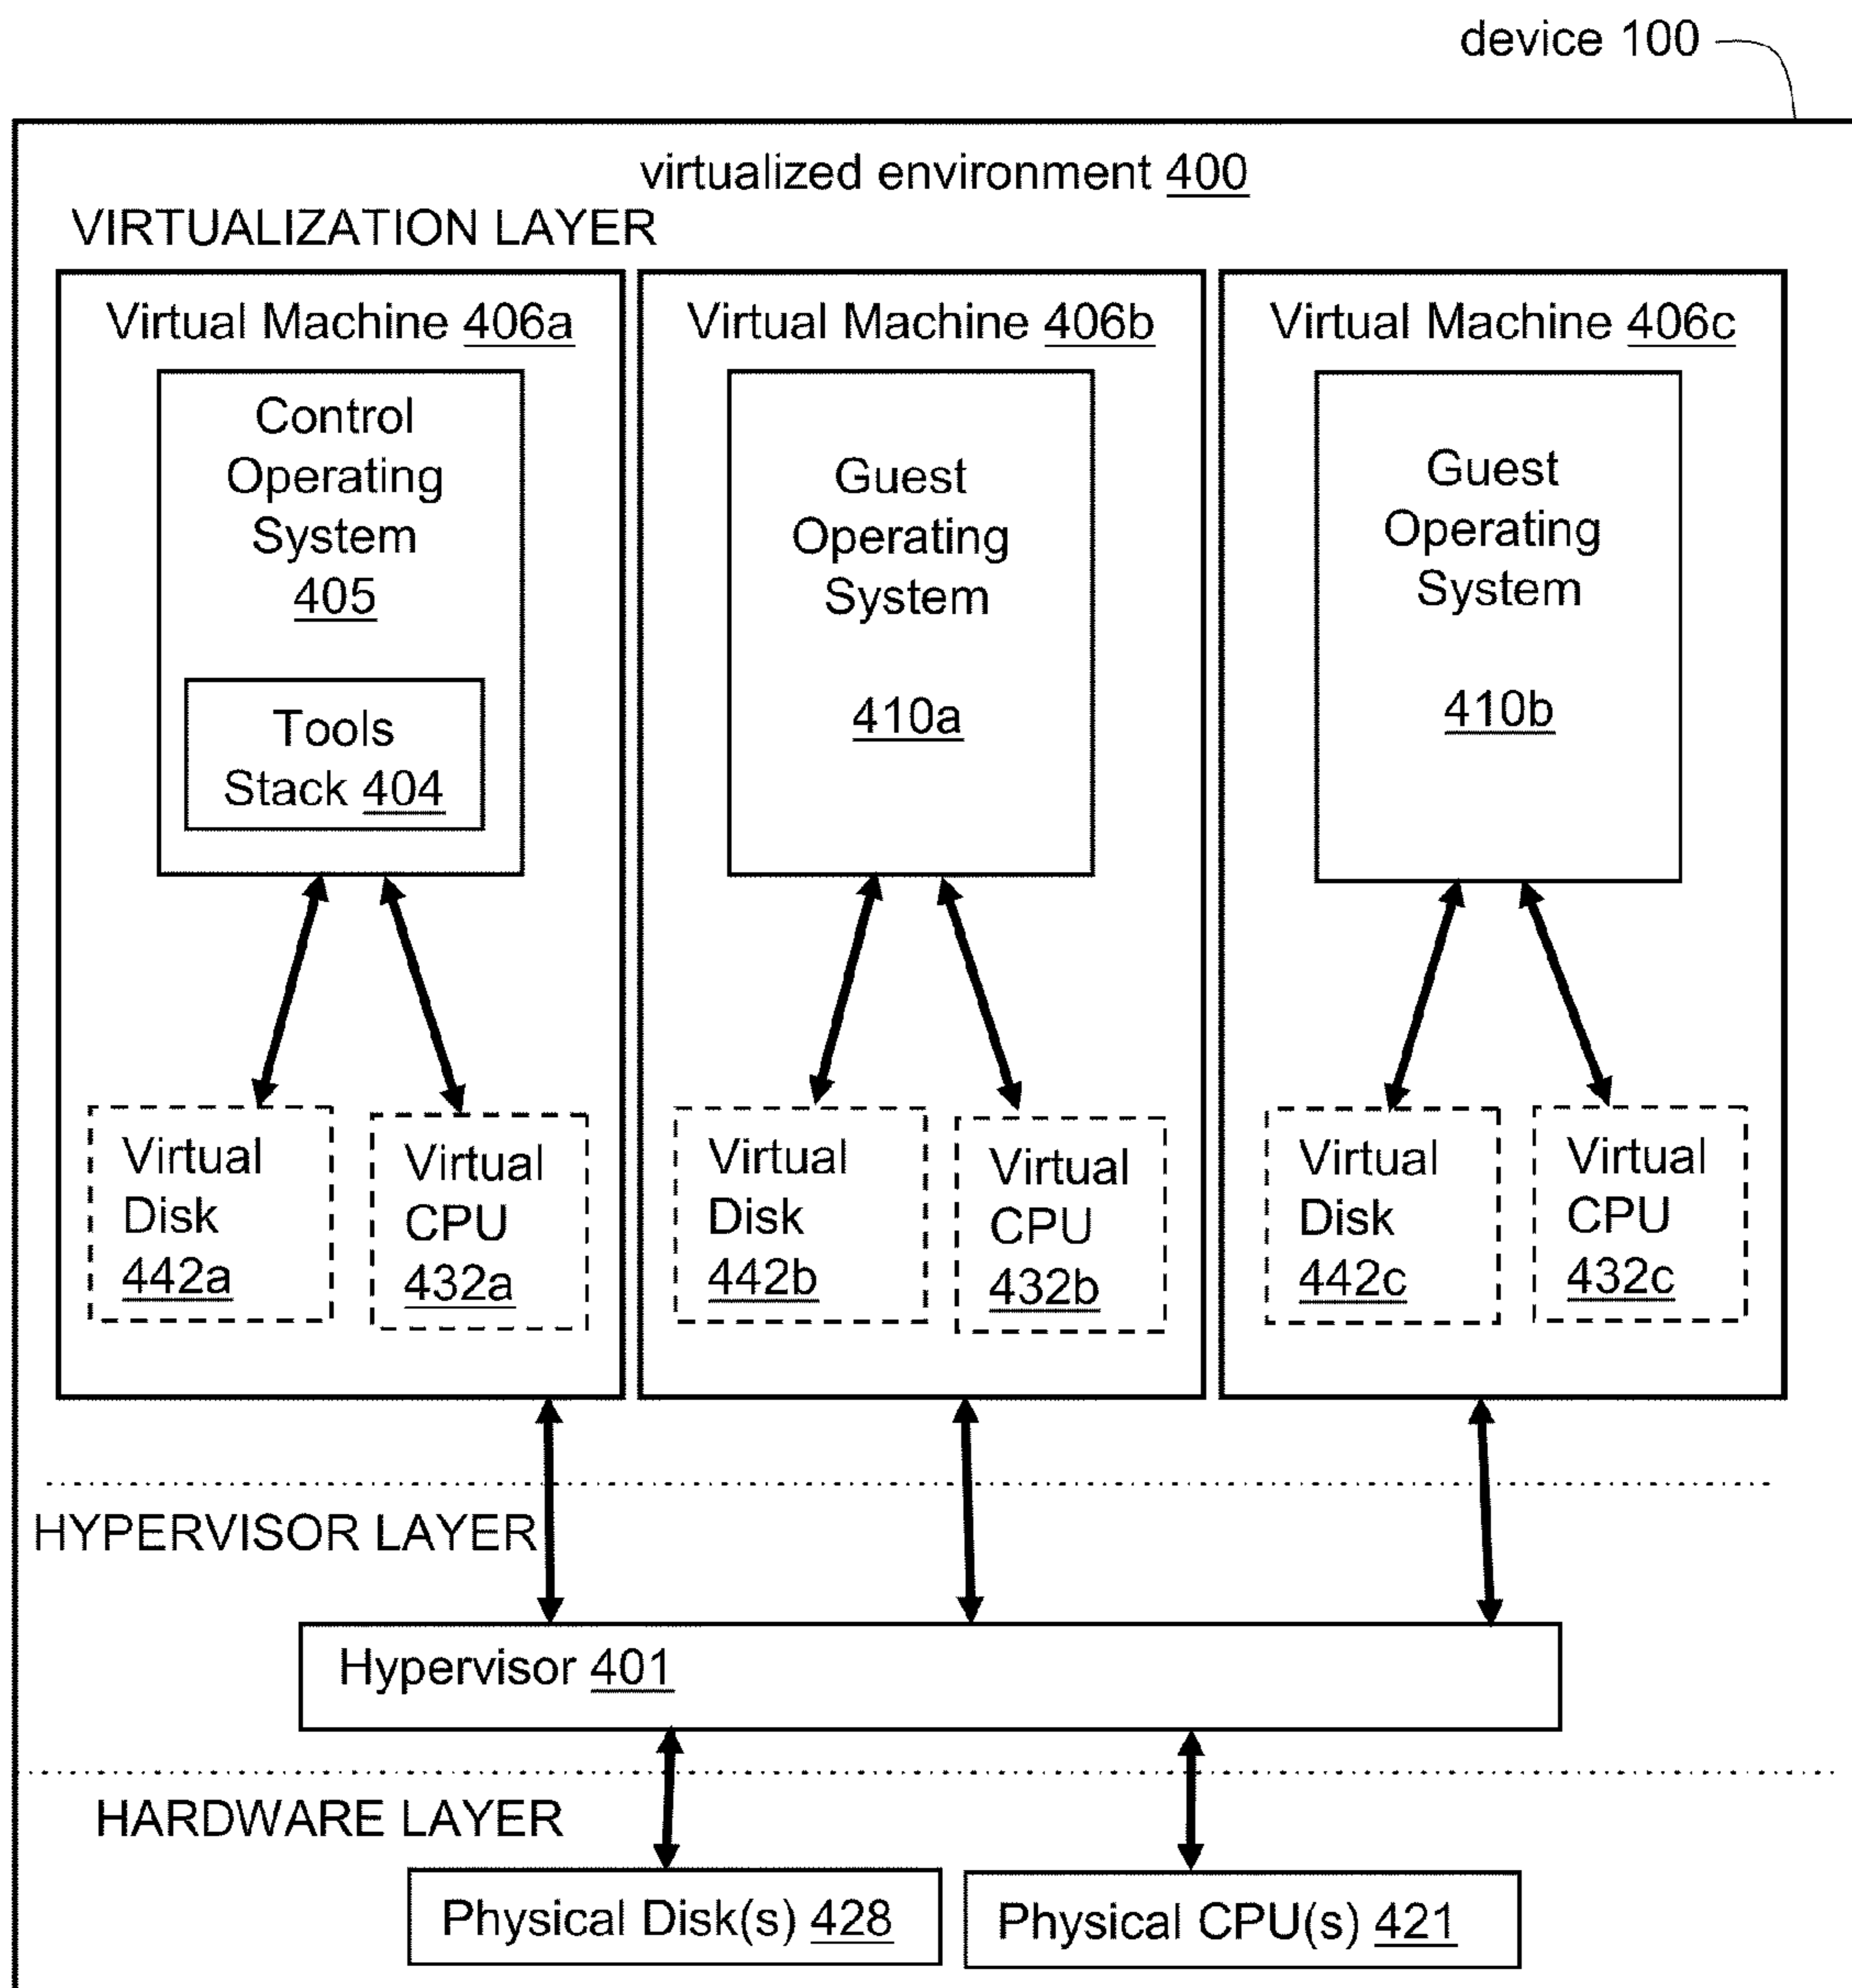 device 100
virtualized environment 400
VIRTUALIZATION LAYER
Virtual Machine 406a
Control
Operating
System
405
Tools
Stack 404
Virtual
Disk
442a
Virtual
CPU
432a
Virtual Machine 406b
Guest
Operating
System
410a
Virtual
Disk
442b
Virtual
CPU
432b
Virtual Machine 406c
Guest
Operating
System
410b
Virtual
Disk
442c
Virtual
CPU
432c
HYPERVISOR LAYER
Hypervisor 401
HARDWARE LAYER
Physical Disk(s) 428
Physical CPU(s) 421